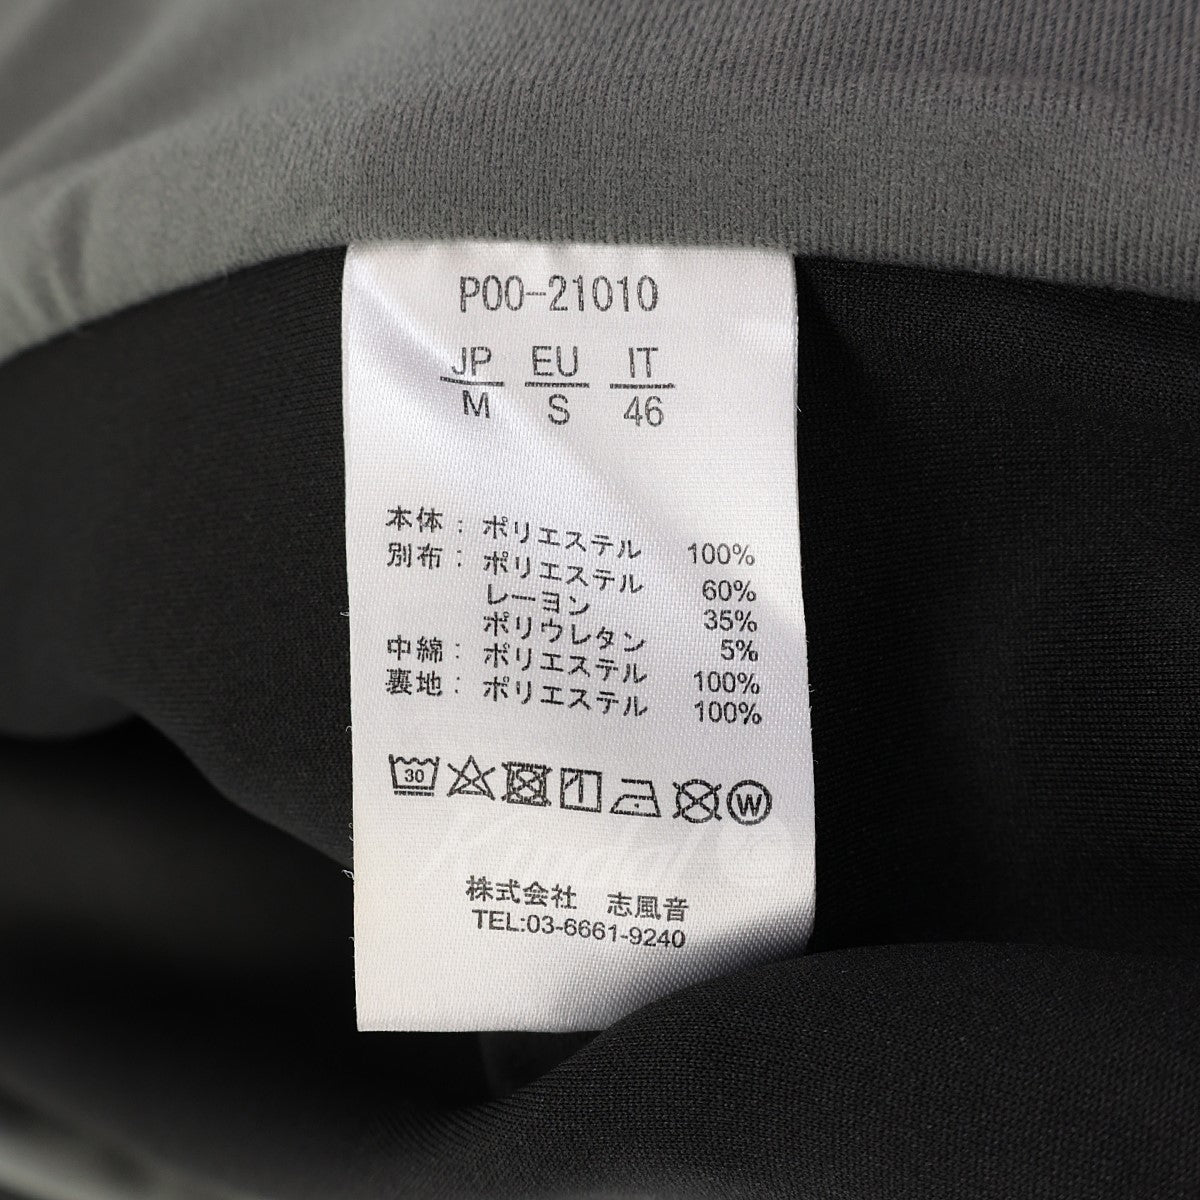 P00-21010
JP EU IT
M S 46
本体: ポリエステル 100%
別布: ポリエステル 60%
レーヨン 35%
ポリウレタン 5%
中綿: ポリエステル 100%
裏地: ポリエステル 100%
30 W
株式会社 志風音
TEL:03-6661-9240